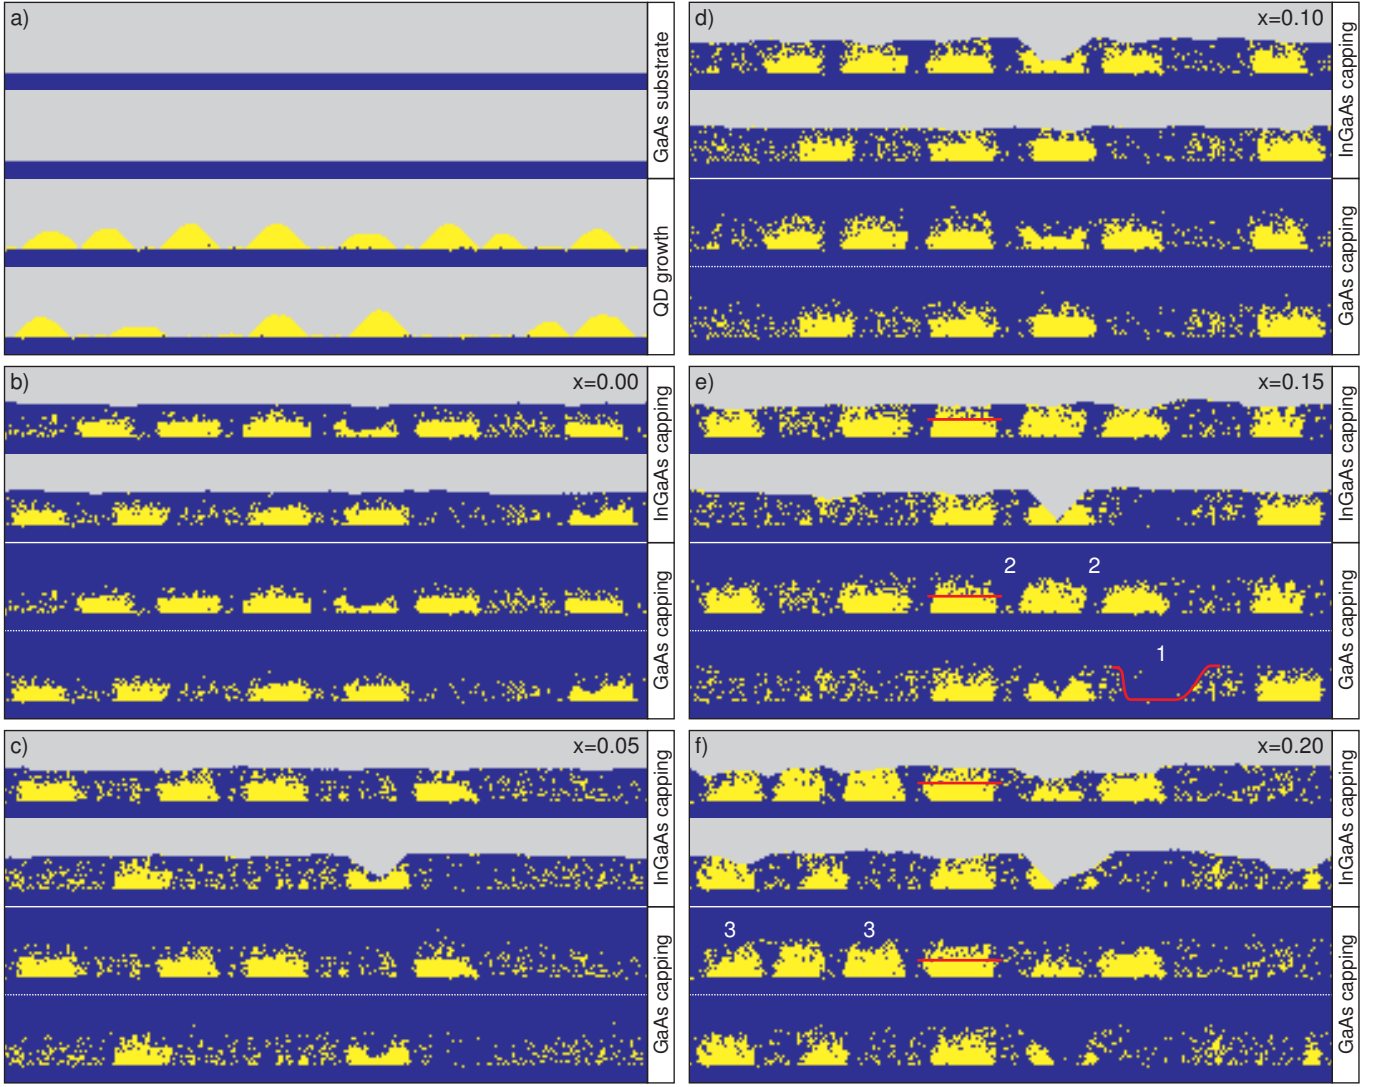 a)
GaAs substrate
QD growth
b)
x=0.00
InGaAs capping
GaAs capping
c)
x=0.05
InGaAs capping
GaAs capping
d)
x=0.10
InGaAs capping
GaAs capping
e)
x=0.15
InGaAs capping
2 2
1
GaAs capping
f)
x=0.20
InGaAs capping
3 3
GaAs capping